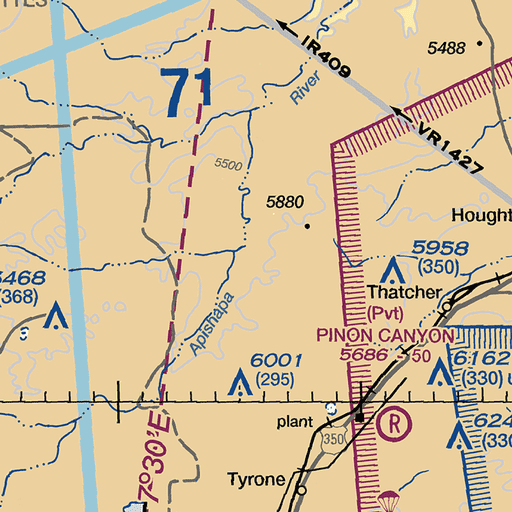 IR409
5488
River
71
VR1427
5500
5880
Hought
5958
(350)
5468
(368)
Thatcher
(Pvt)
PINON CANYON
5686 *50
Apishapa
6001
(295)
6162
(330) u
plant
350
R
624
(330
7°30'E
Tyrone